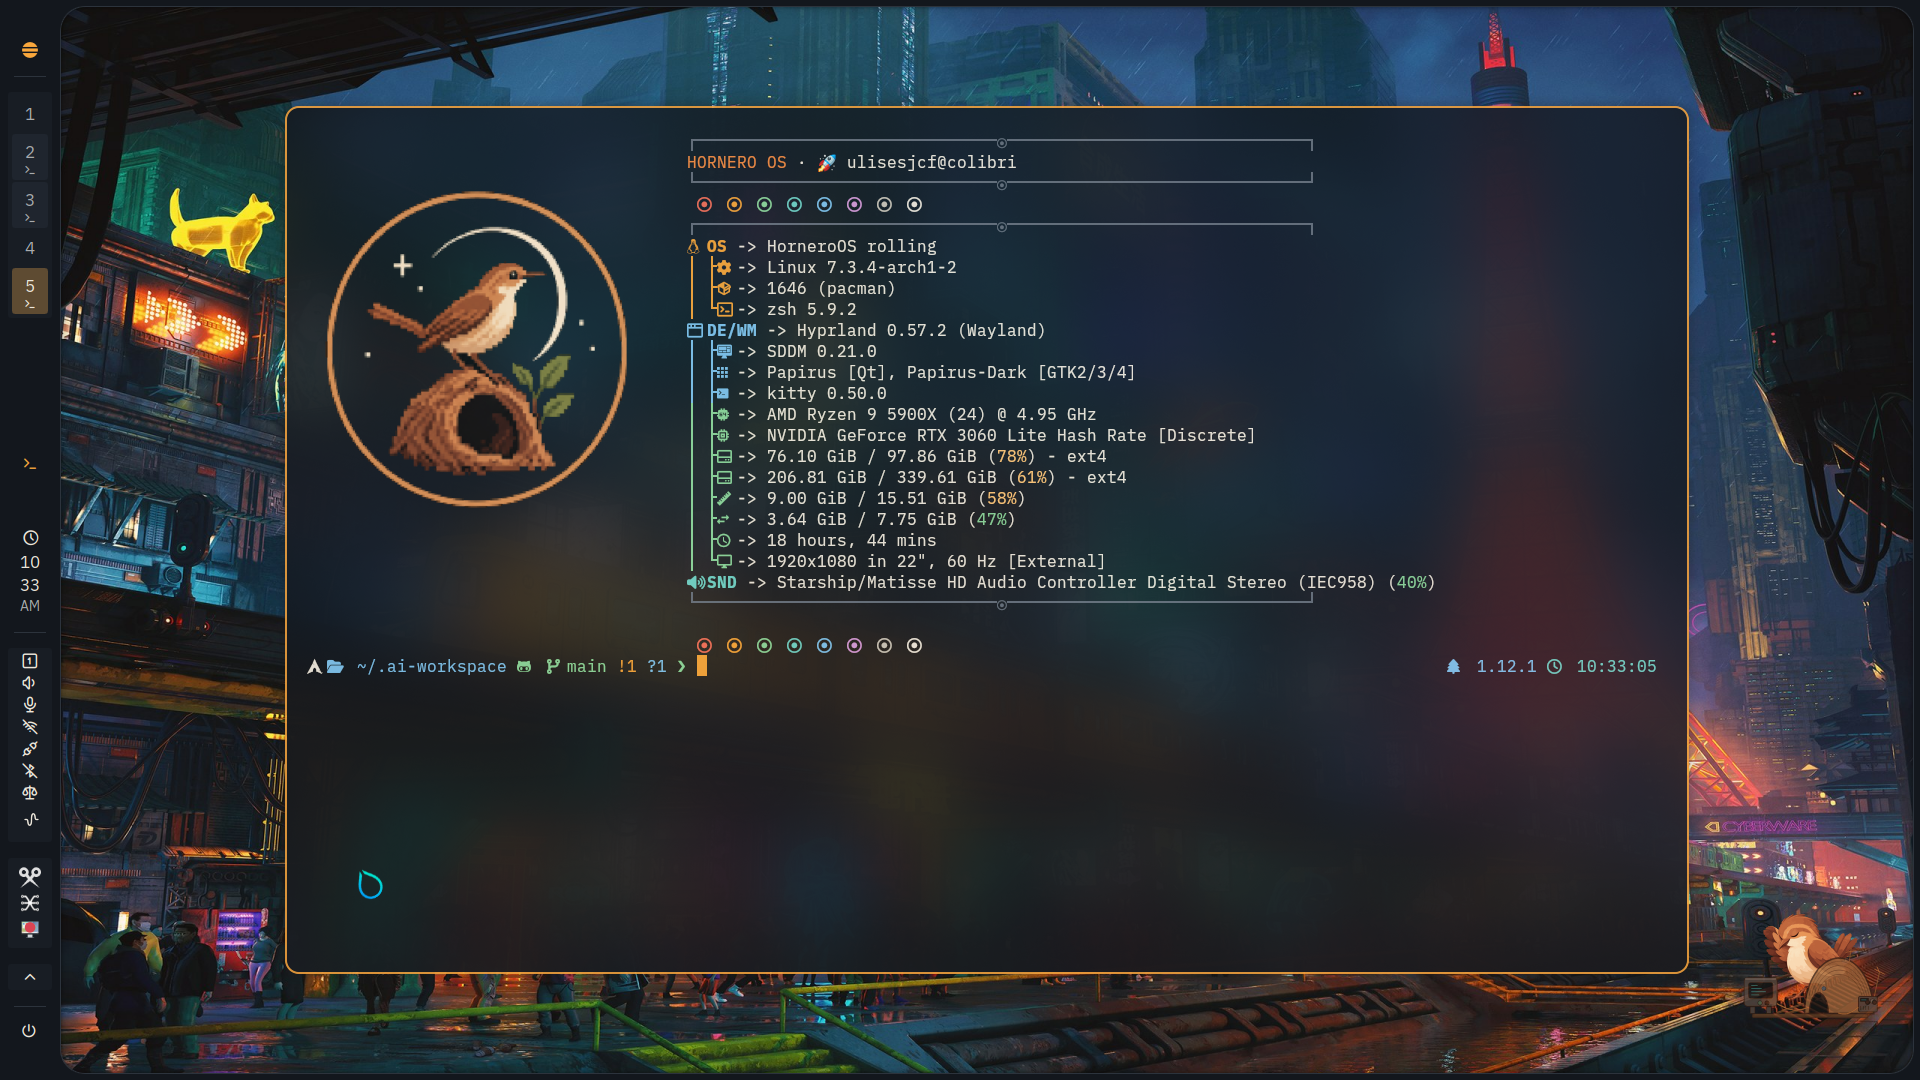 1
2
3
4
5
10
33
AM
1
HORNERO OS · 🚀 ulisesjcf@colibri
OS -> HorneroOS rolling
-> Linux 7.3.4-arch1-2
-> 1646 (pacman)
-> zsh 5.9.2
DE/WM -> Hyprland 0.57.2 (Wayland)
-> SDDM 0.21.0
-> Papirus [Qt], Papirus-Dark [GTK2/3/4]
-> kitty 0.50.0
-> AMD Ryzen 9 5900X (24) @ 4.95 GHz
-> NVIDIA GeForce RTX 3060 Lite Hash Rate [Discrete]
-> 76.10 GiB / 97.86 GiB (78%) - ext4
-> 206.81 GiB / 339.61 GiB (61%) - ext4
-> 9.00 GiB / 15.51 GiB (58%)
-> 3.64 GiB / 7.75 GiB (47%)
-> 18 hours, 44 mins
-> 1920x1080 in 22", 60 Hz [External]
SND -> Starship/Matisse HD Audio Controller Digital Stereo (IEC958) (40%)
~/.ai-workspace main !1 ?1 ❯ 1.12.1 10:33:05
CYBERWARE